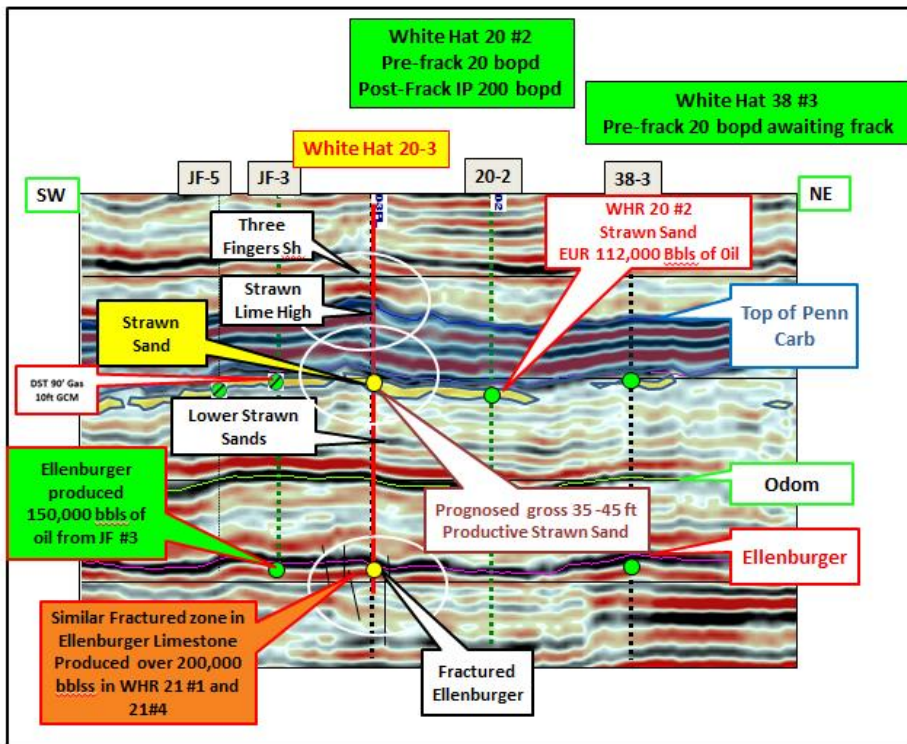 White Hat 20 #2
Pre-frack 20 bopd
Post-Frack IP 200 bopd
White Hat 38 #3
Pre-frack 20 bopd awaiting frack
White Hat 20-3
JF-5
JF-3
20-2
38-3
SW
NE
Three
Fingers Sh
WHR 20 #2
Strawn Sand
EUR 112,000 Bbls of Oil
Strawn
Lime High
Strawn
Sand
Top of Penn
Carb
DST 90' Gas
10ft GCM
Lower Strawn
Sands
Ellenburger
produced
150,000 bbls of
oil from JF #3
Prognosed gross 35 -45 ft
Productive Strawn Sand
Odom
Ellenburger
Similar Fractured zone in
Ellenburger Limestone
Produced over 200,000
bblss in WHR 21 #1 and
21#4
Fractured
Ellenburger